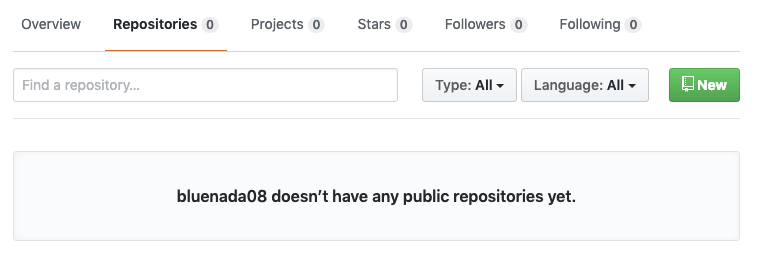 Overview Repositories 0 Projects 0 Stars 0 Followers 0 Following 0
Find a repository... Type: All Language: All New
bluenada08 doesn’t have any public repositories yet.